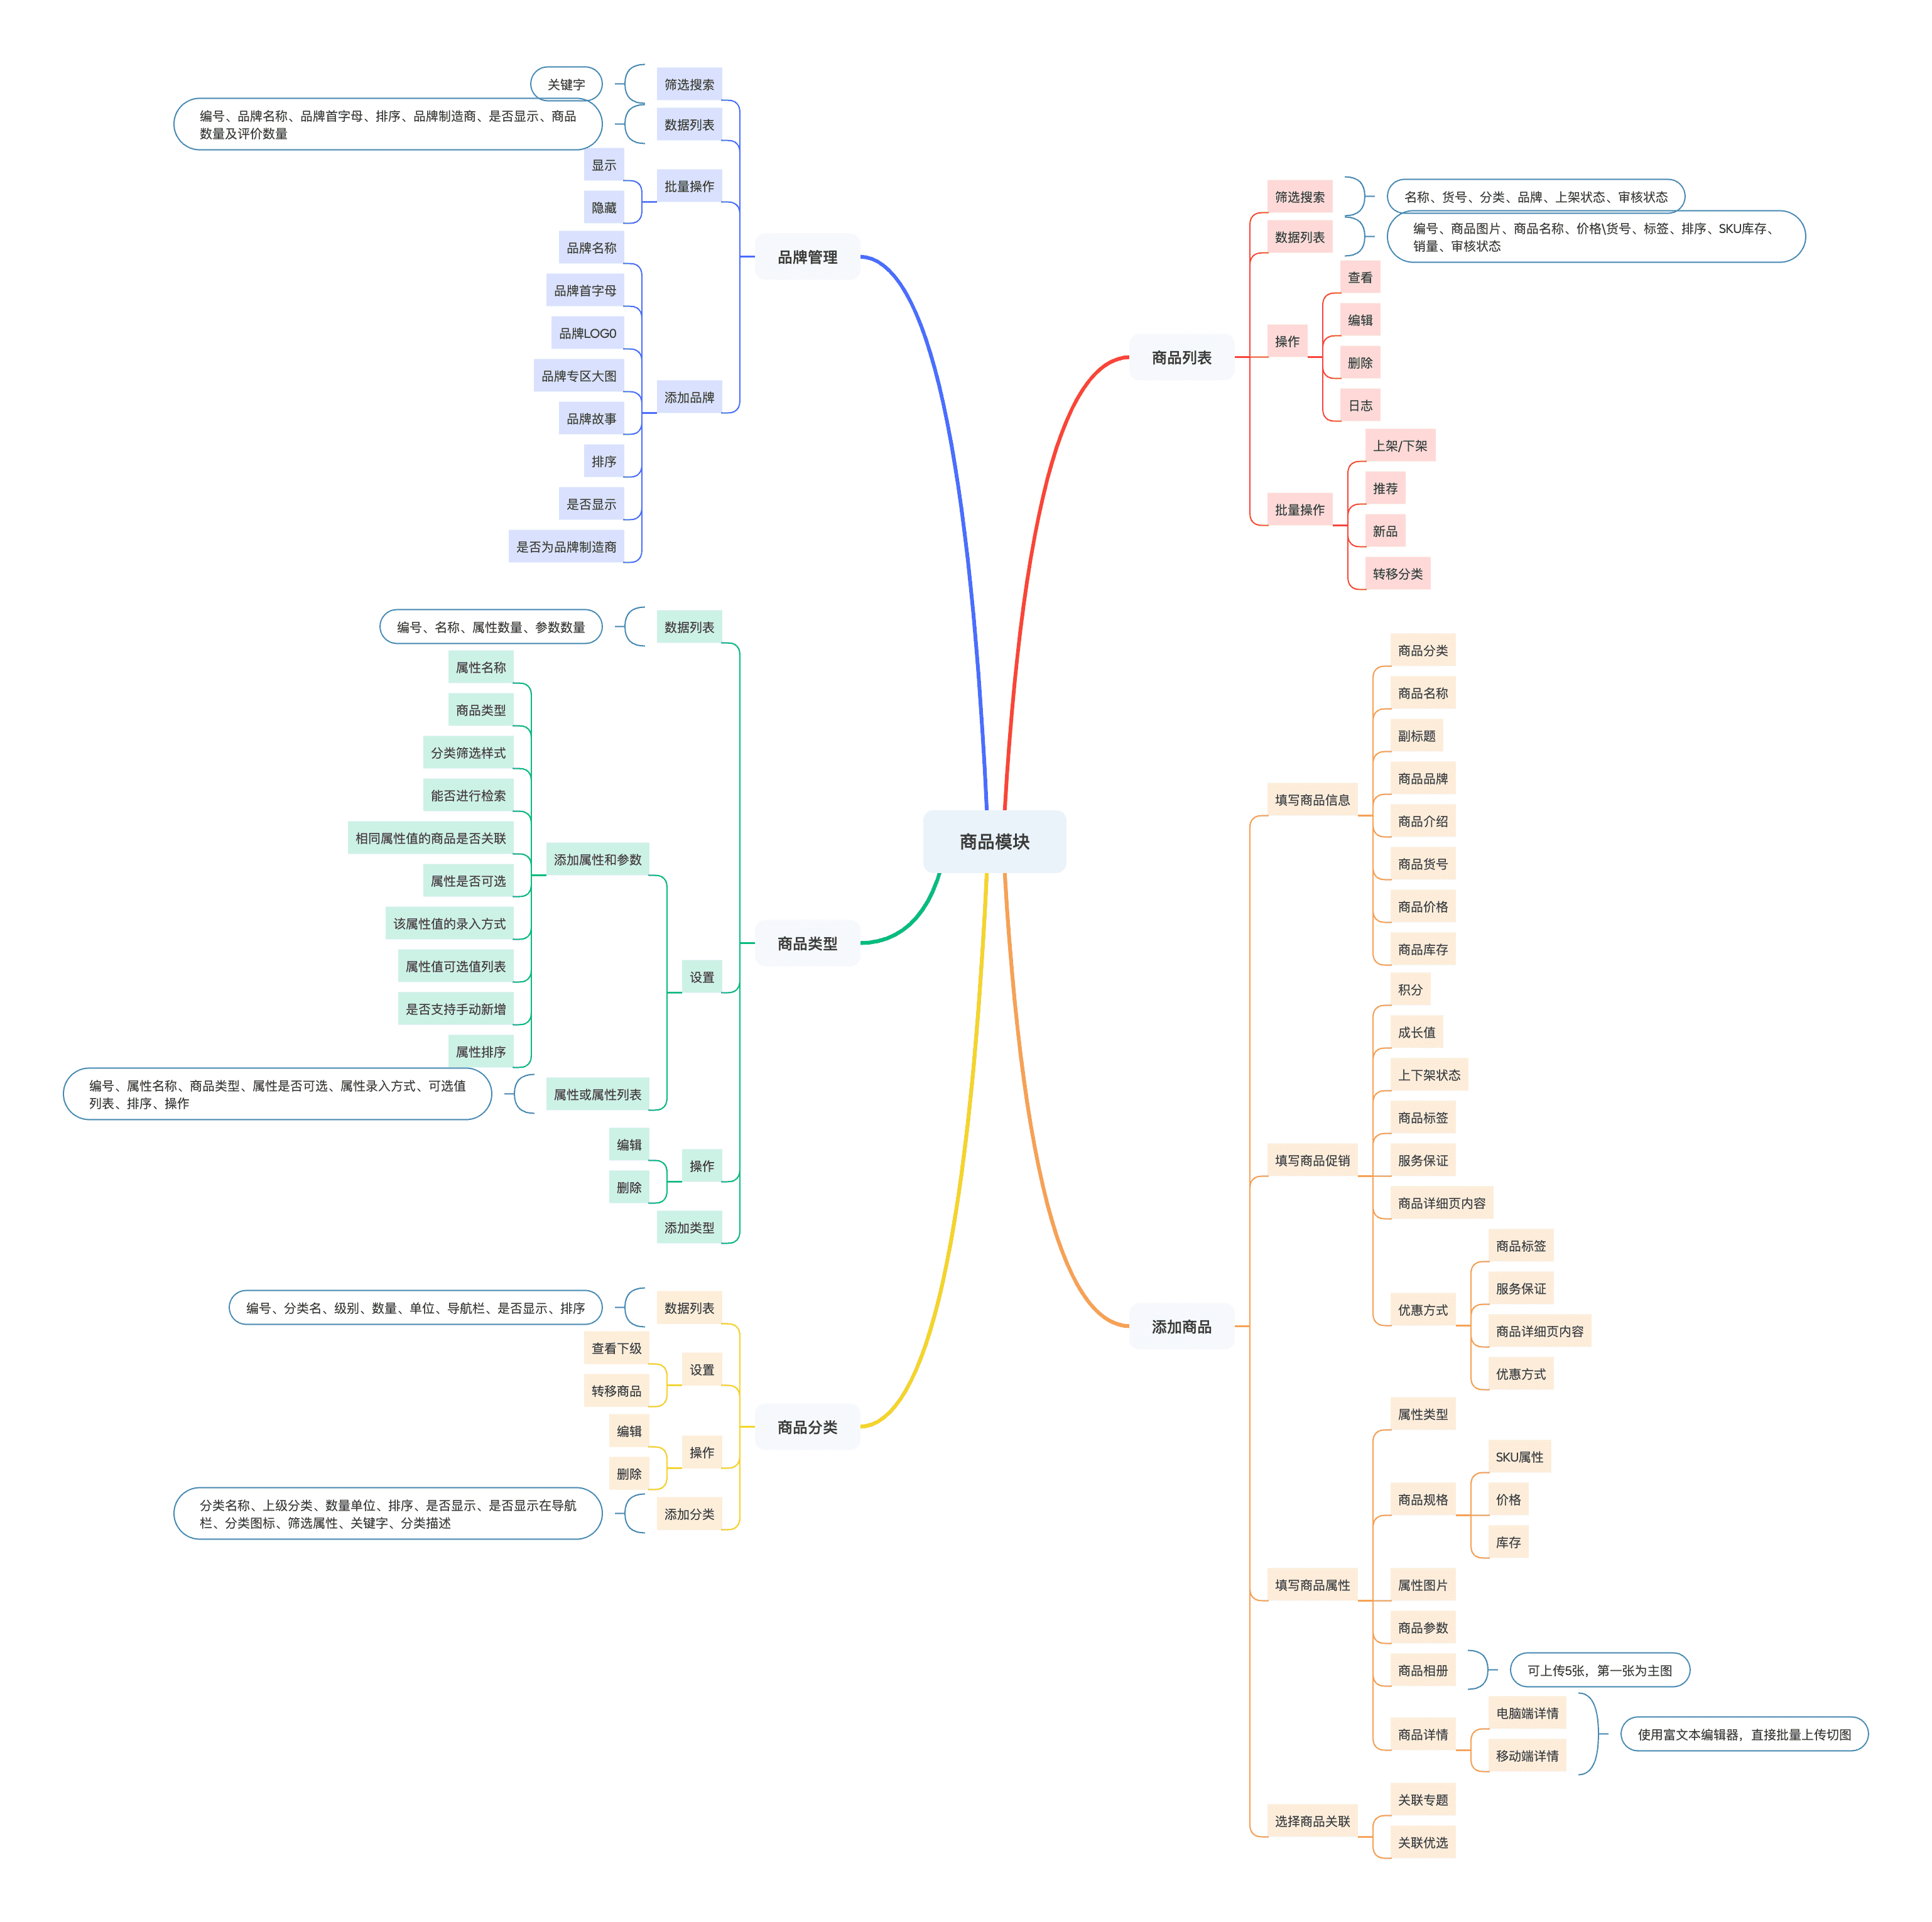 商品模块
品牌管理
筛选搜索
关键字
数据列表
编号、品牌名称、品牌首字母、排序、品牌制造商、是否显示、商品
数量及评价数量
批量操作
显示
隐藏
添加品牌
品牌名称
品牌首字母
品牌LOG0
品牌专区大图
品牌故事
排序
是否显示
是否为品牌制造商
商品类型
数据列表
编号、名称、属性数量、参数数量
设置
添加属性和参数
属性名称
商品类型
分类筛选样式
能否进行检索
相同属性值的商品是否关联
属性是否可选
该属性值的录入方式
属性值可选值列表
是否支持手动新增
属性排序
属性或属性列表
编号、属性名称、商品类型、属性是否可选、属性录入方式、可选值
列表、排序、操作
操作
编辑
删除
添加类型
商品分类
数据列表
编号、分类名、级别、数量、单位、导航栏、是否显示、排序
设置
查看下级
转移商品
操作
编辑
删除
添加分类
分类名称、上级分类、数量单位、排序、是否显示、是否显示在导航
栏、分类图标、筛选属性、关键字、分类描述
商品列表
筛选搜索
名称、货号、分类、品牌、上架状态、审核状态
数据列表
编号、商品图片、商品名称、价格\货号、标签、排序、SKU库存、
销量、审核状态
操作
查看
编辑
删除
日志
批量操作
上架/下架
推荐
新品
转移分类
添加商品
填写商品信息
商品分类
商品名称
副标题
商品品牌
商品介绍
商品货号
商品价格
商品库存
填写商品促销
积分
成长值
上下架状态
商品标签
服务保证
商品详细页内容
优惠方式
商品标签
服务保证
商品详细页内容
优惠方式
填写商品属性
属性类型
商品规格
SKU属性
价格
库存
属性图片
商品参数
商品相册
可上传5张，第一张为主图
商品详情
电脑端详情
移动端详情
使用富文本编辑器，直接批量上传切图
选择商品关联
关联专题
关联优选